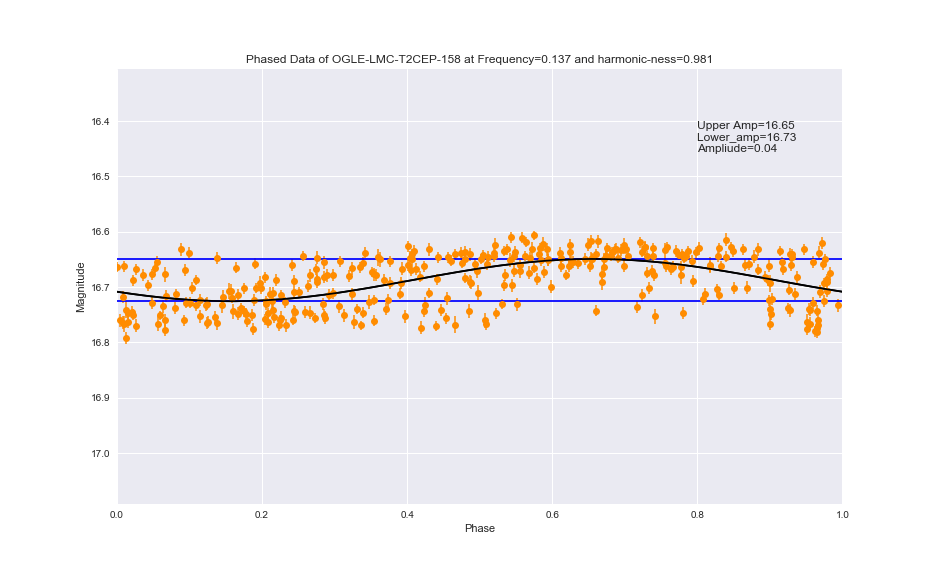 Phased Data of OGLE-LMC-T2CEP-158 at Frequency=0.137 and harmonic-ness=0.981
Upper Amp=16.65
Lower_amp=16.73
Ampliude=0.04
16.4
16.5
16.6
16.7
16.8
16.9
17.0
Magnitude
0.0
0.2
0.4
0.6
0.8
1.0
Phase